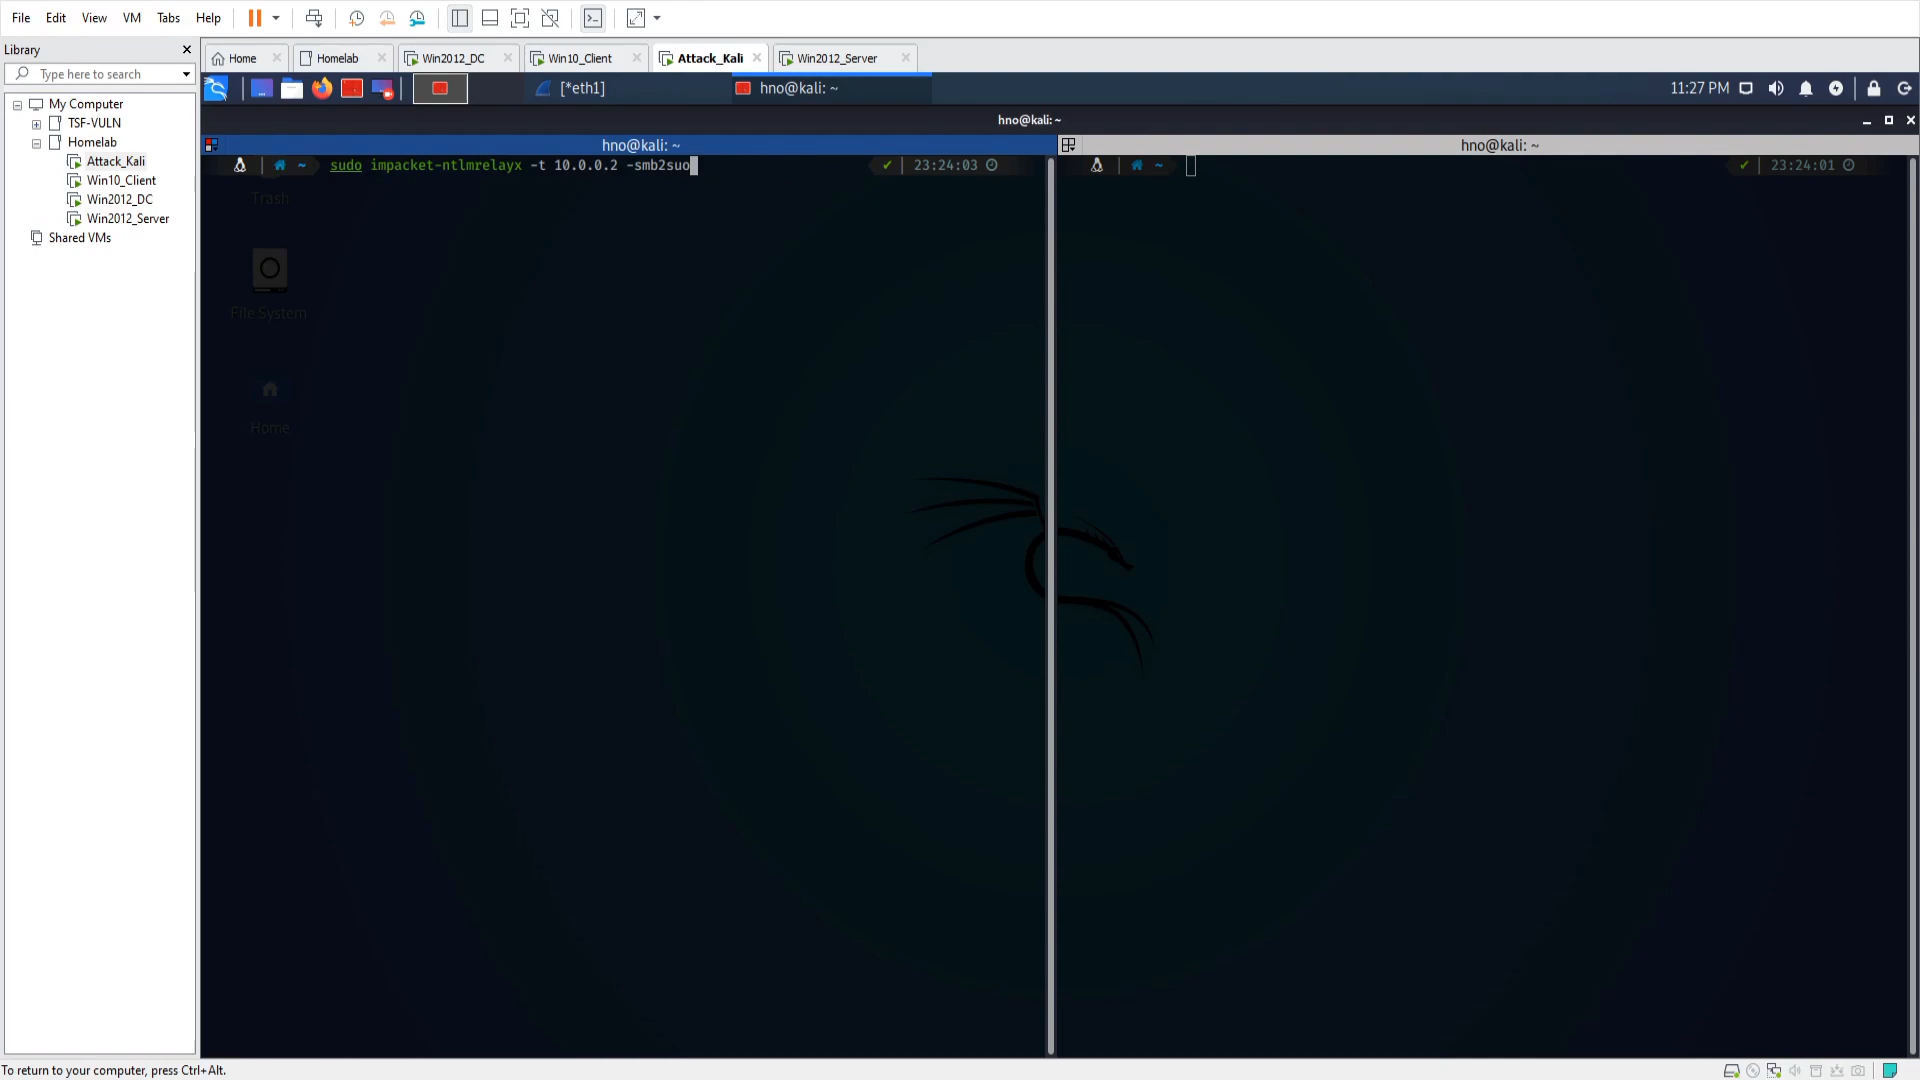 File Edit View VM Tabs Help
Library
Type here to search
My Computer
TSF-VULN
Homelab
Attack_Kali
Win10_Client
Win2012_DC
Win2012_Server
Shared VMs
Home Homelab Win2012_DC Win10_Client Attack_Kali Win2012_Server
[*eth1] hno@kali: ~ 11:27 PM
hno@kali: ~
hno@kali: ~
~ sudo impacket-ntlmrelayx -t 10.0.0.2 -smb2suo ✔ 23:24:03
Trash
File System
Home
hno@kali: ~
~ ✔ 23:24:01
To return to your computer, press Ctrl+Alt.